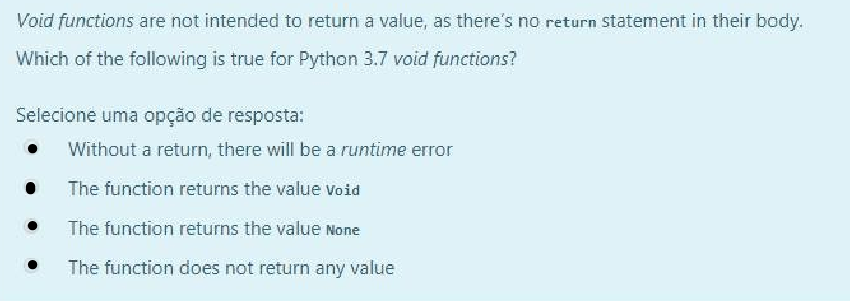 Void functions are not intended to return a value, as there's no return statement in their body.
Which of the following is true for Python 3.7 void functions?
Selecione uma opção de resposta:
Without a return, there will be a runtime error
The function returns the value Void
The function returns the value None
The function does not return any value